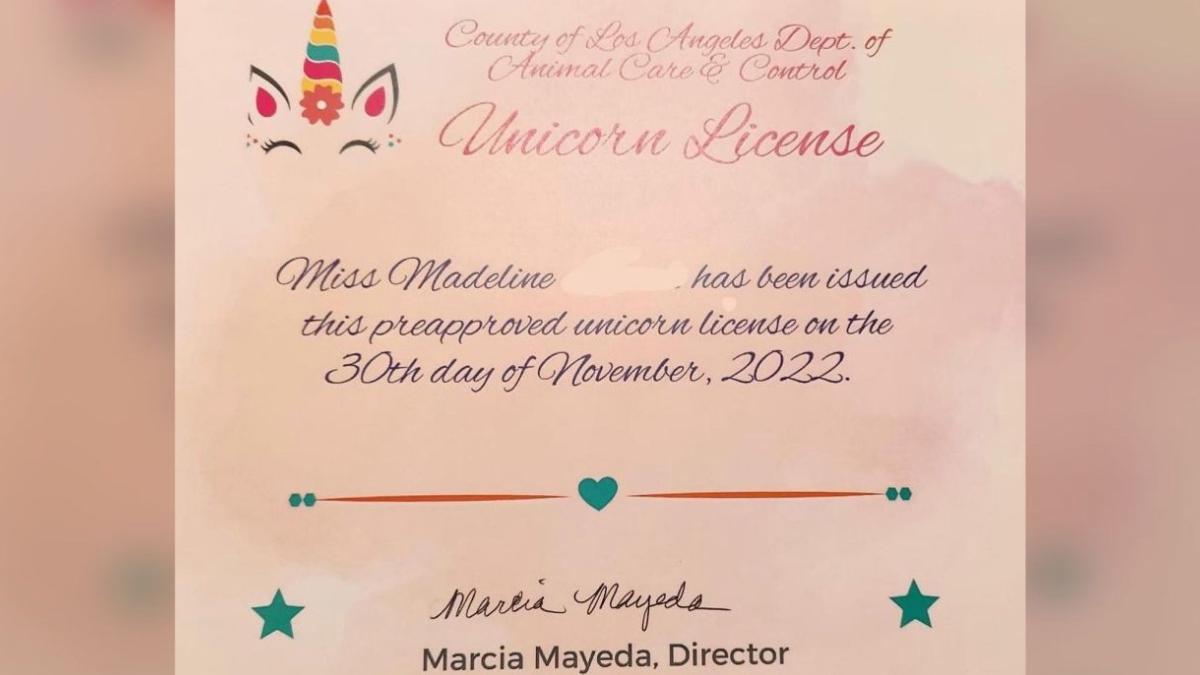 County of Los Angeles Dept. of
Animal Care & Control
Unicorn License
Miss Madeline has been issued
this preapproved unicorn license on the
30th day of November, 2022.
Marcia Mayeda
Marcia Mayeda, Director